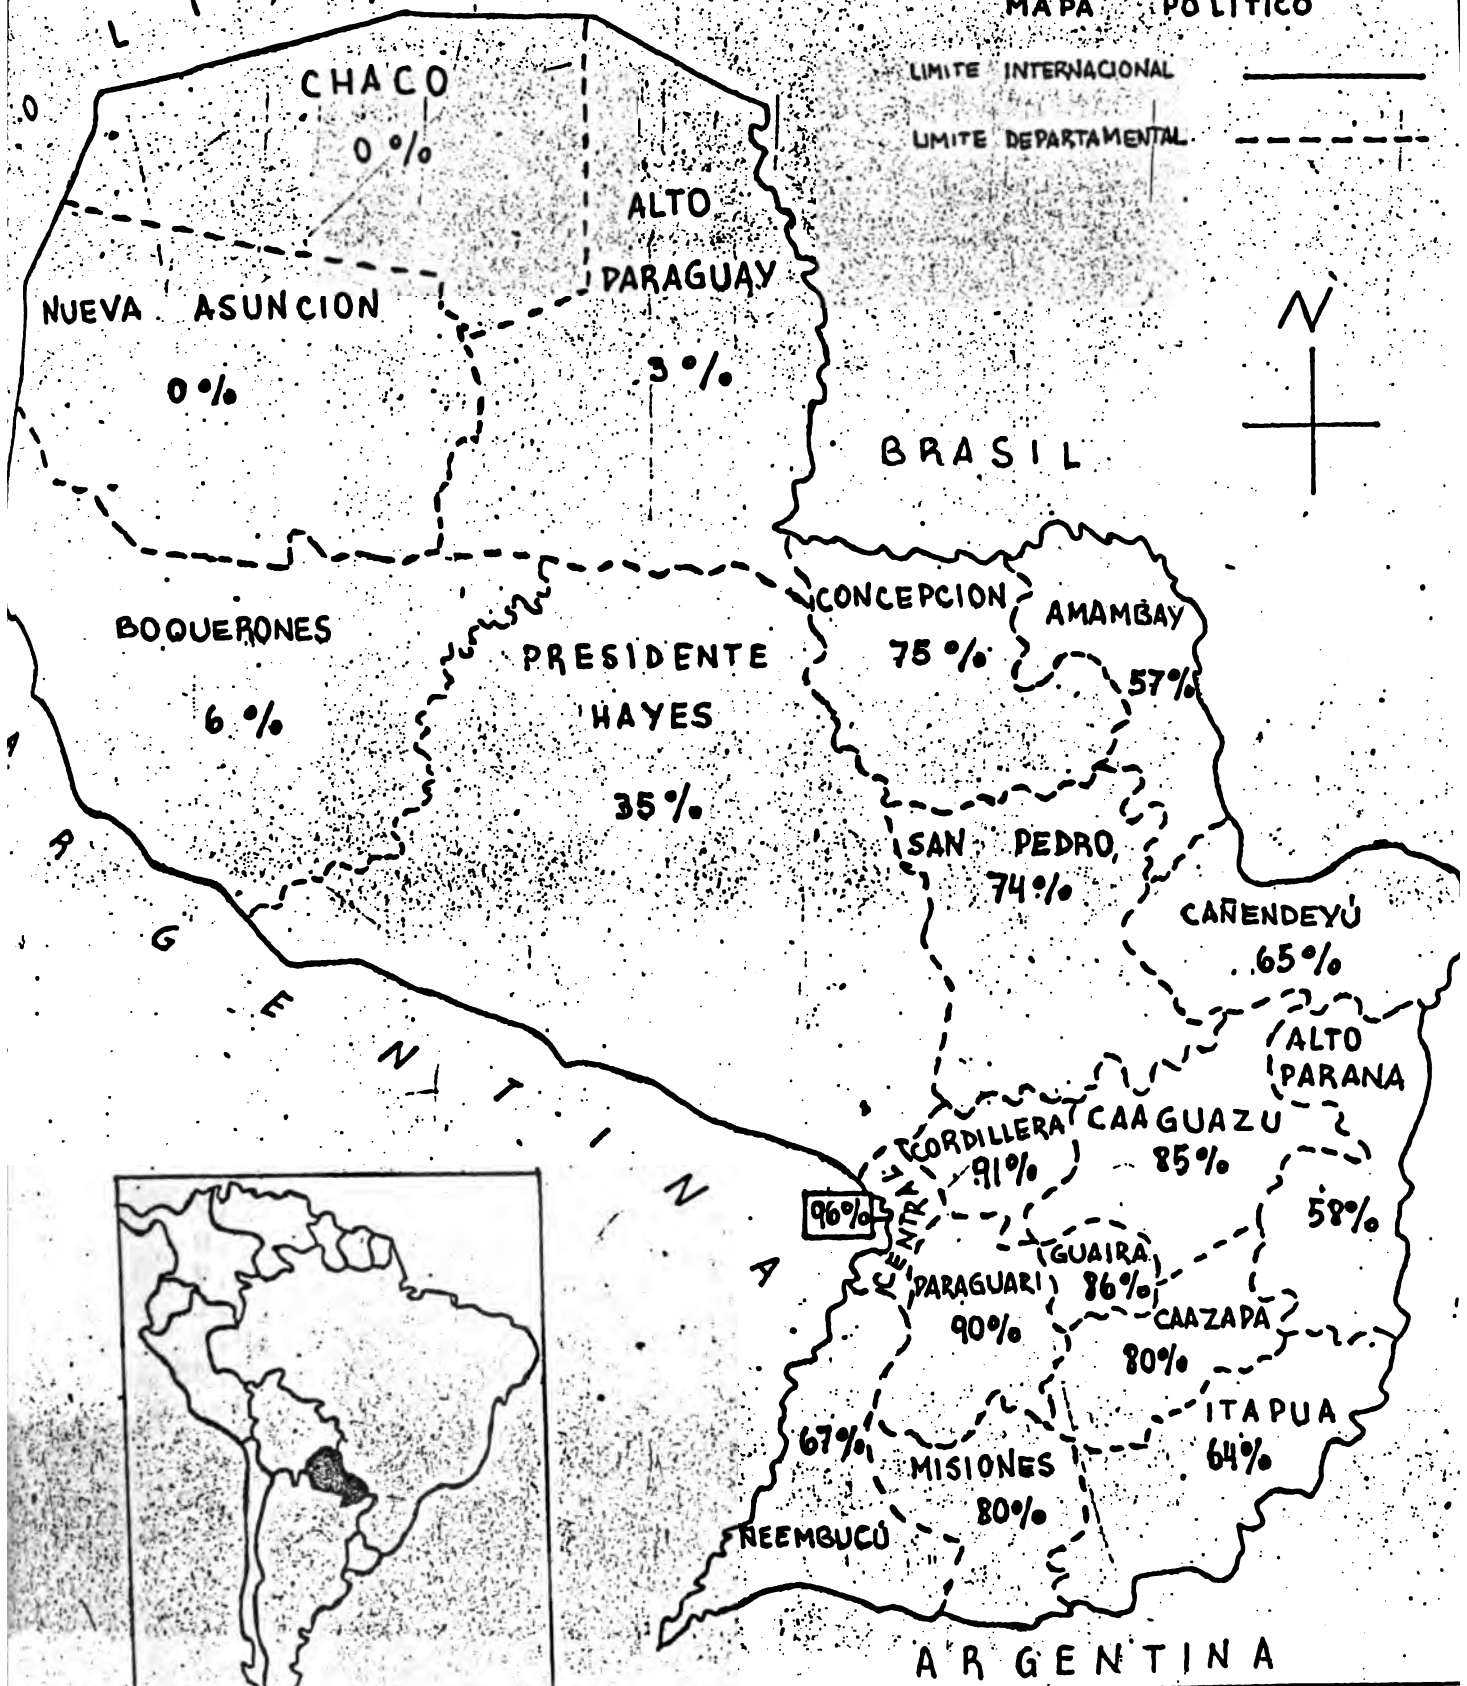 MAPA POLITICO
LIMITE INTERNACIONAL
LIMITE DEPARTAMENTAL
O L
CHACO
0 %
ALTO
PARAGUAY
3 %
NUEVA ASUNCION
0 %
N
BRASIL
BOQUERONES
6 %
PRESIDENTE
HAYES
35 %
CONCEPCION
75 %
AMAMBAY
57%
SAN PEDRO
74%
CAÑENDEYÚ
65%
ALTO
PARANA
58%
CORDILLERA
91%
CAAGUAZU
85%
96%
CENTRAL
GUAIRA
86%
PARAGUARI
90%
CAAZAPA
80%
ITAPUA
64%
67%
ÑEEMBUCÚ
MISIONES
80%
ARGENTINA
ARGENTINA